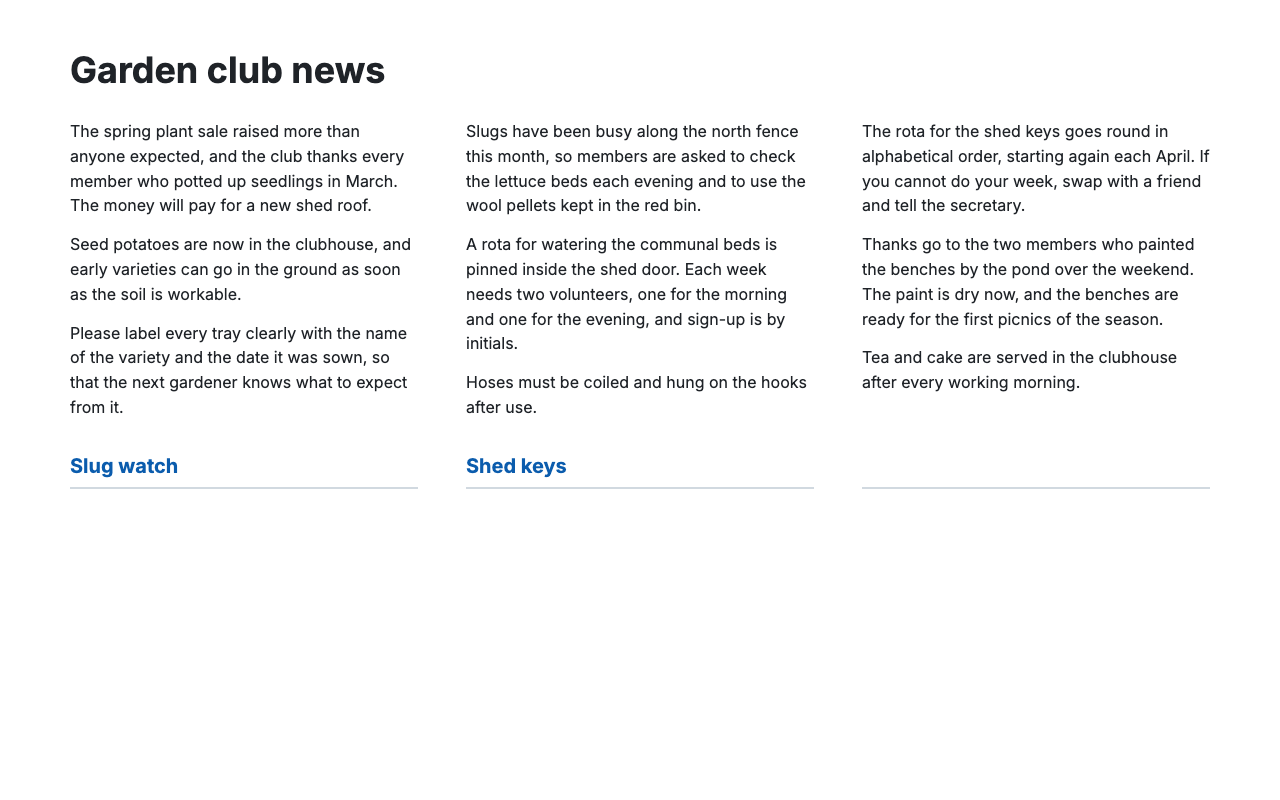 Garden club news
The spring plant sale raised more than
anyone expected, and the club thanks every
member who potted up seedlings in March.
The money will pay for a new shed roof.
Seed potatoes are now in the clubhouse, and
early varieties can go in the ground as soon
as the soil is workable.
Please label every tray clearly with the name
of the variety and the date it was sown, so
that the next gardener knows what to expect
from it.
Slug watch
Slugs have been busy along the north fence
this month, so members are asked to check
the lettuce beds each evening and to use the
wool pellets kept in the red bin.
A rota for watering the communal beds is
pinned inside the shed door. Each week
needs two volunteers, one for the morning
and one for the evening, and sign-up is by
initials.
Hoses must be coiled and hung on the hooks
after use.
Shed keys
The rota for the shed keys goes round in
alphabetical order, starting again each April. If
you cannot do your week, swap with a friend
and tell the secretary.
Thanks go to the two members who painted
the benches by the pond over the weekend.
The paint is dry now, and the benches are
ready for the first picnics of the season.
Tea and cake are served in the clubhouse
after every working morning.